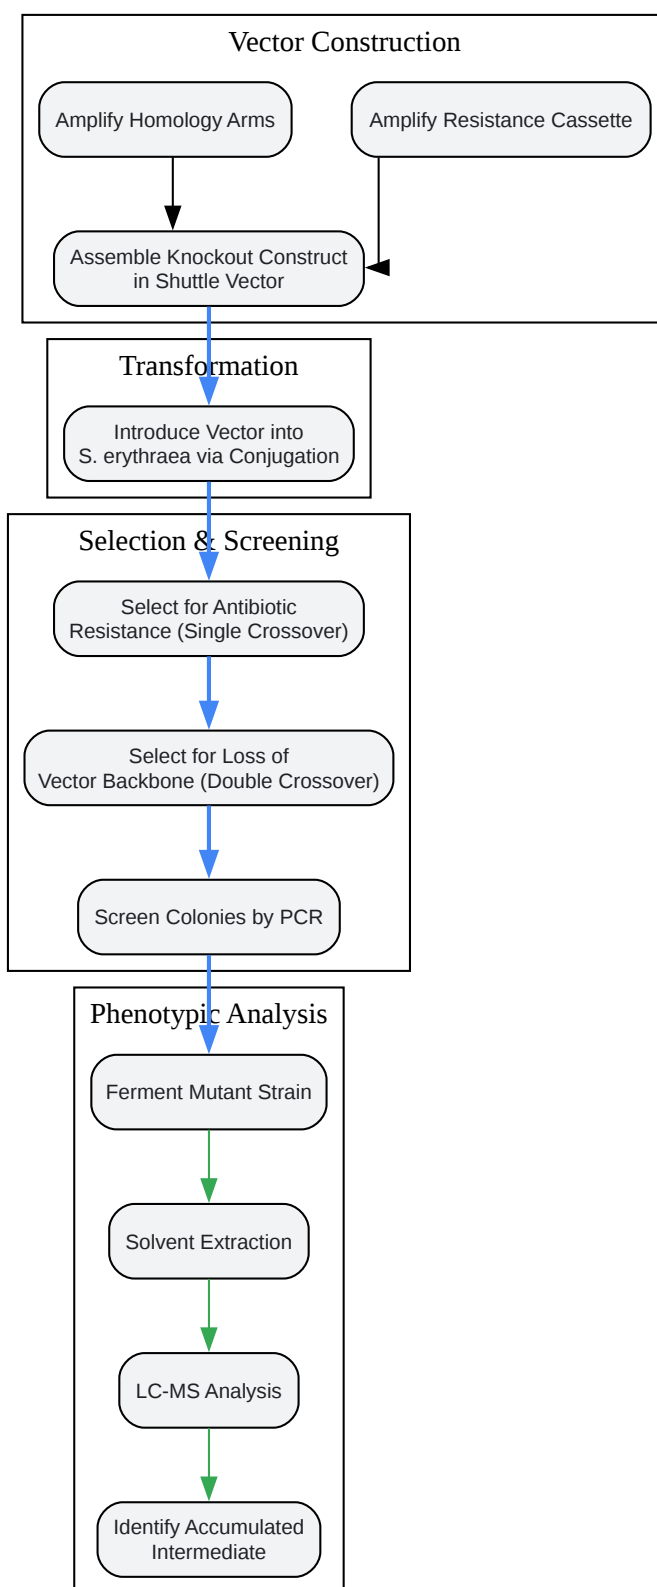 Vector Construction
Amplify Homology Arms
Amplify Resistance Cassette
Assemble Knockout Construct
in Shuttle Vector
Transformation
Introduce Vector into
S. erythraea via Conjugation
Selection & Screening
Select for Antibiotic
Resistance (Single Crossover)
Select for Loss of
Vector Backbone (Double Crossover)
Screen Colonies by PCR
Phenotypic Analysis
Ferment Mutant Strain
Solvent Extraction
LC-MS Analysis
Identify Accumulated
Intermediate